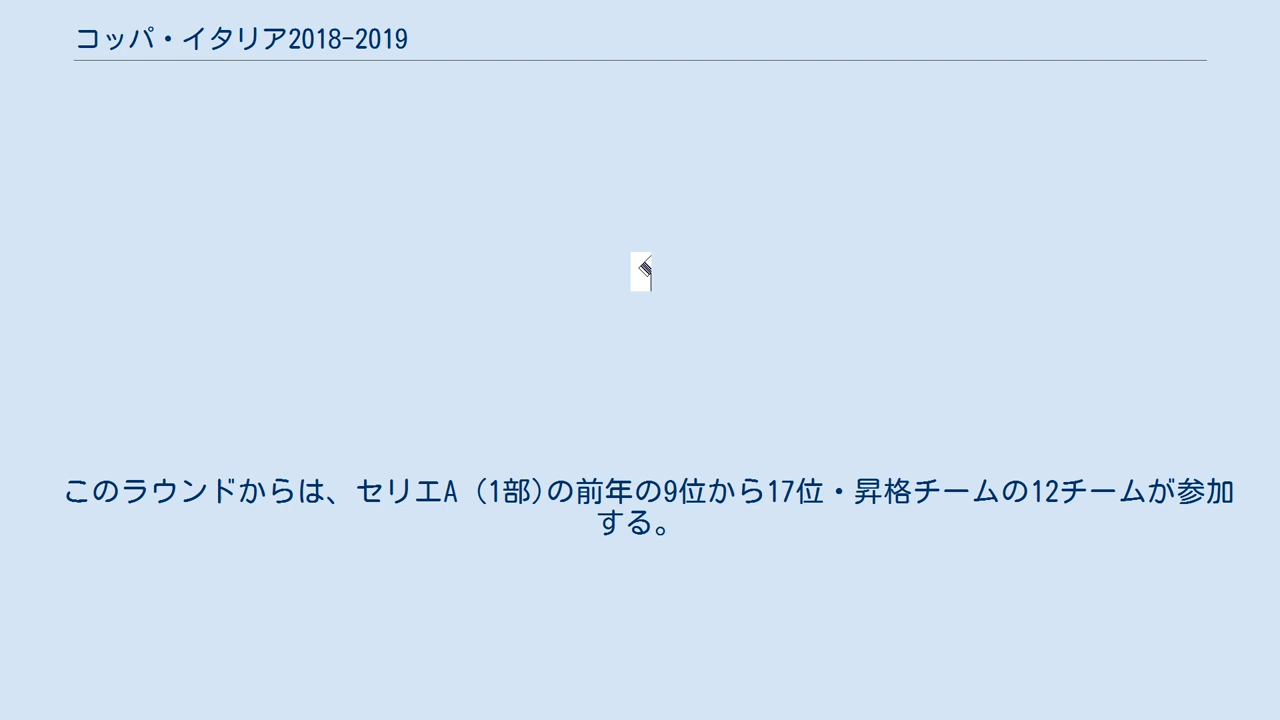 コッパ・イタリア2018-2019
このラウンドからは、セリエA (1部)の前年の9位から17位・昇格チームの12チームが参加
する。